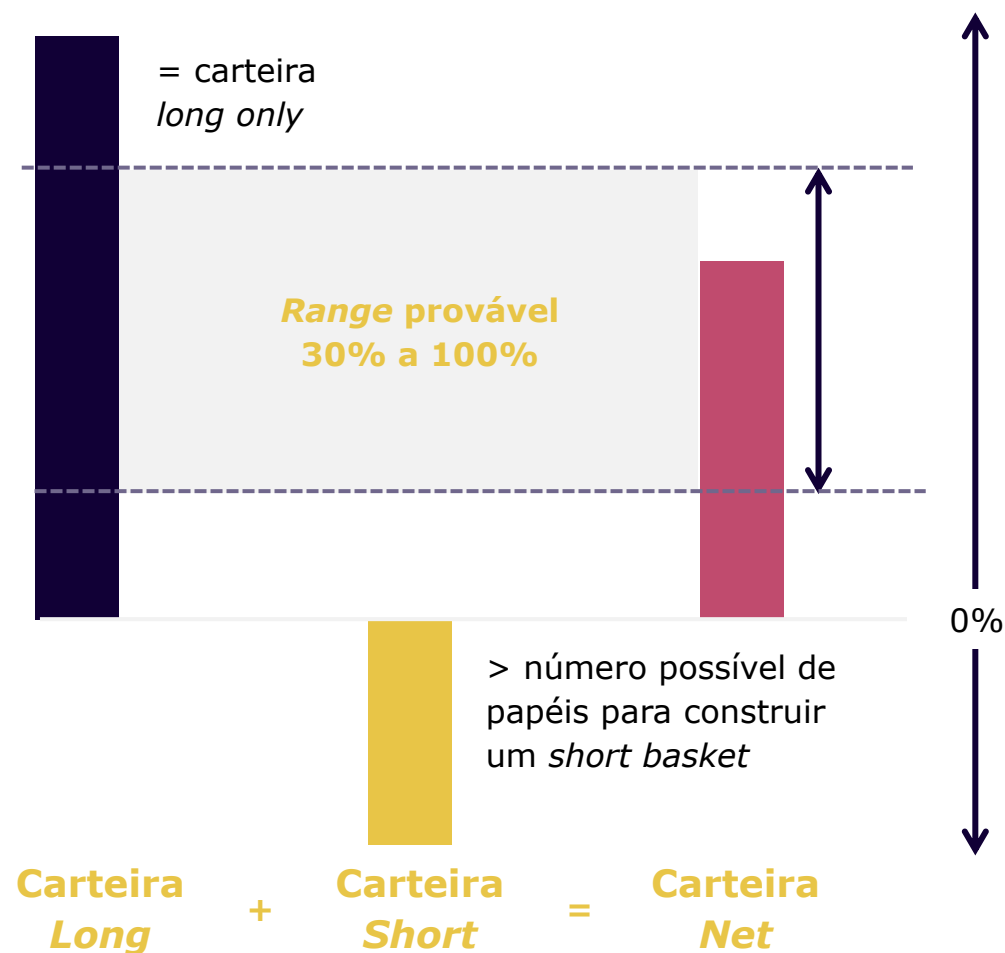 = carteira
long only
Range provável
30% a 100%
0%
> número possível de
papéis para construir
um short basket
Carteira
Long
+
Carteira
Short
=
Carteira
Net